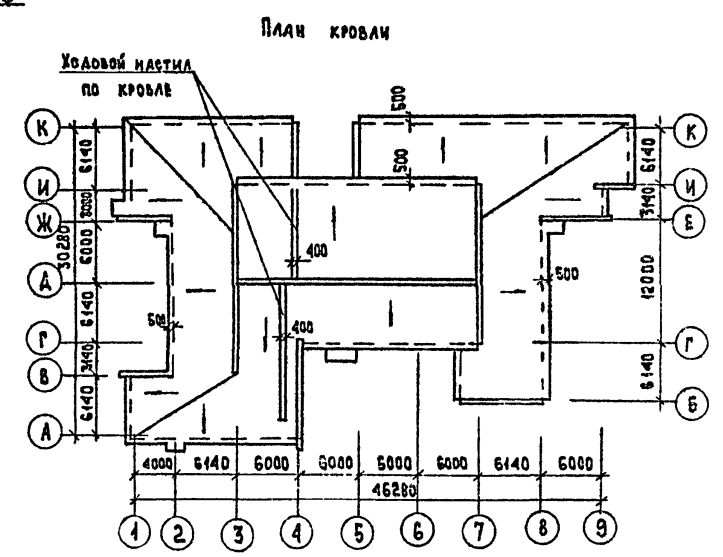 План кровли
Ходовой настил
по кровле
К
И
Ж
Д
Г
В
А
6140
3000
6000
6140
3140
6140
30280
500
500
400
400
500
500
К
И
Е
Г
Б
6140
3140
12000
6140
4000 6140 6000 6000 6000 6000 6140 6000
46280
1 2 3 4 5 6 7 8 9